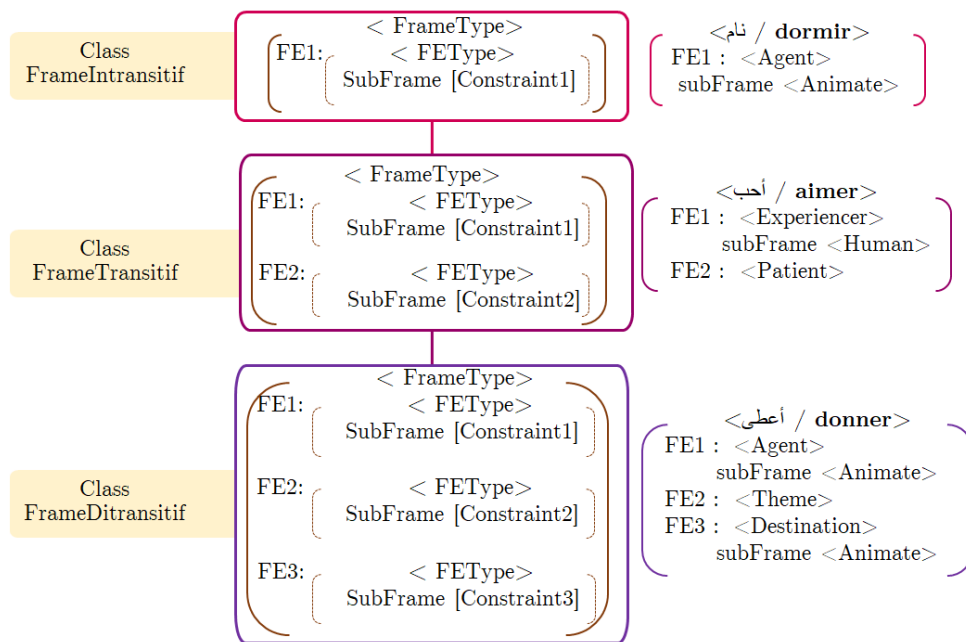 Class
FrameIntransitif
< FrameType>
FE1: < FEType>
SubFrame [Constraint1]
<نام / dormir>
FE1 : <Agent>
subFrame <Animate>
Class
FrameTransitif
< FrameType>
FE1: < FEType>
SubFrame [Constraint1]
FE2: < FEType>
SubFrame [Constraint2]
<أحب / aimer>
FE1 : <Experiencer>
subFrame <Human>
FE2 : <Patient>
Class
FrameDitransitif
< FrameType>
FE1: < FEType>
SubFrame [Constraint1]
FE2: < FEType>
SubFrame [Constraint2]
FE3: < FEType>
SubFrame [Constraint3]
<أعطى / donner>
FE1 : <Agent>
subFrame <Animate>
FE2 : <Theme>
FE3 : <Destination>
subFrame <Animate>